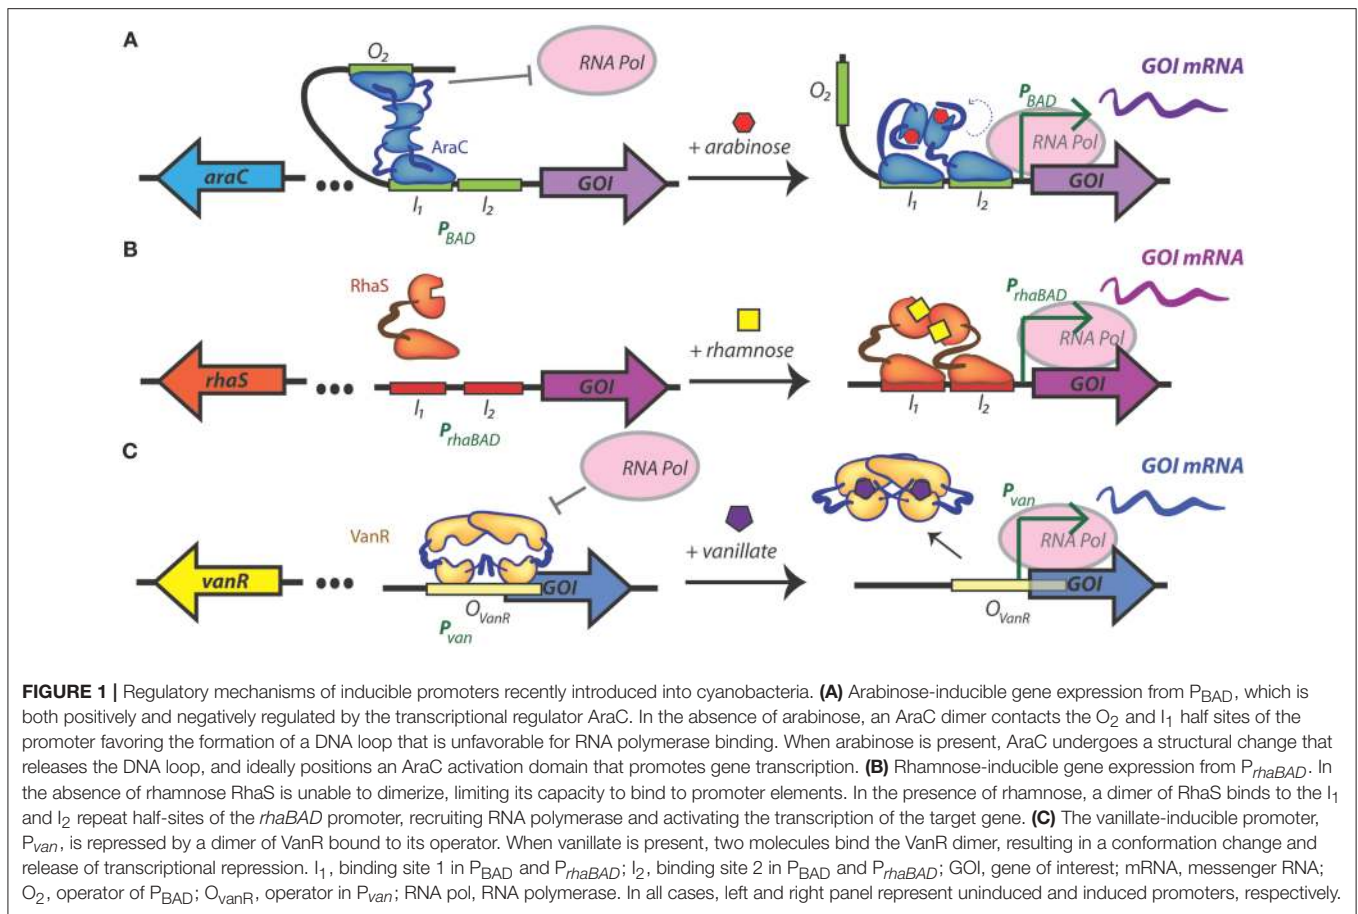 A
O2
RNA Pol
AraC
araC
GOI
I1
I2
PBAD
+ arabinose
O2
PBAD
GOI mRNA
RNA Pol
GOI
I1
I2
B
RhaS
rhaS
GOI
I1
I2
PrhaBAD
+ rhamnose
PrhaBAD
GOI mRNA
RNA Pol
GOI
I1
I2
C
RNA Pol
VanR
vanR
GOI
OVanR
Pvan
+ vanillate
Pvan
GOI mRNA
RNA Pol
GOI
OVanR
FIGURE 1 | Regulatory mechanisms of inducible promoters recently introduced into cyanobacteria. (A) Arabinose-inducible gene expression from PBAD, which is
both positively and negatively regulated by the transcriptional regulator AraC. In the absence of arabinose, an AraC dimer contacts the O2 and I1 half sites of the
promoter favoring the formation of a DNA loop that is unfavorable for RNA polymerase binding. When arabinose is present, AraC undergoes a structural change that
releases the DNA loop, and ideally positions an AraC activation domain that promotes gene transcription. (B) Rhamnose-inducible gene expression from PrhaBAD. In
the absence of rhamnose RhaS is unable to dimerize, limiting its capacity to bind to promoter elements. In the presence of rhamnose, a dimer of RhaS binds to the I1
and I2 repeat half-sites of the rhaBAD promoter, recruiting RNA polymerase and activating the transcription of the target gene. (C) The vanillate-inducible promoter,
Pvan, is repressed by a dimer of VanR bound to its operator. When vanillate is present, two molecules bind the VanR dimer, resulting in a conformation change and
release of transcriptional repression. I1, binding site 1 in PBAD and PrhaBAD; I2, binding site 2 in PBAD and PrhaBAD; GOI, gene of interest; mRNA, messenger RNA;
O2, operator of PBAD; OvanR, operator in Pvan; RNA pol, RNA polymerase. In all cases, left and right panel represent uninduced and induced promoters, respectively.